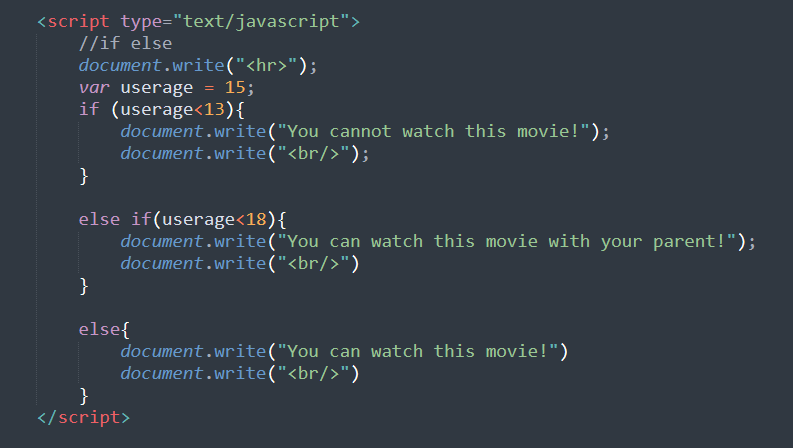 <script type="text/javascript">
//if else
document.write("<hr>");
var userage = 15;
if (userage<13){
document.write("You cannot watch this movie!");
document.write("<br/>");
}
else if(userage<18){
document.write("You can watch this movie with your parent!");
document.write("<br/>")
}
else{
document.write("You can watch this movie!")
document.write("<br/>")
}
</script>